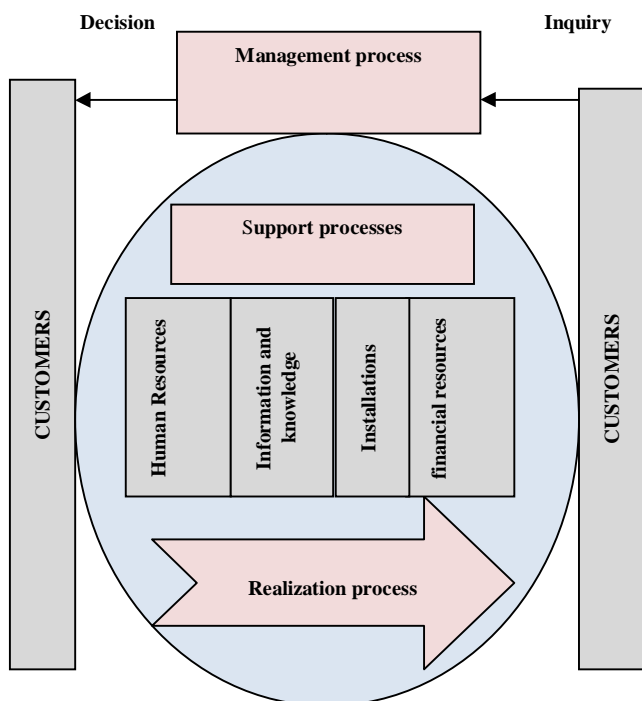 Decision
Inquiry
Management process
CUSTOMERS
Support processes
Human Resources
Information and
knowledge
Installations
financial resources
CUSTOMERS
Realization process